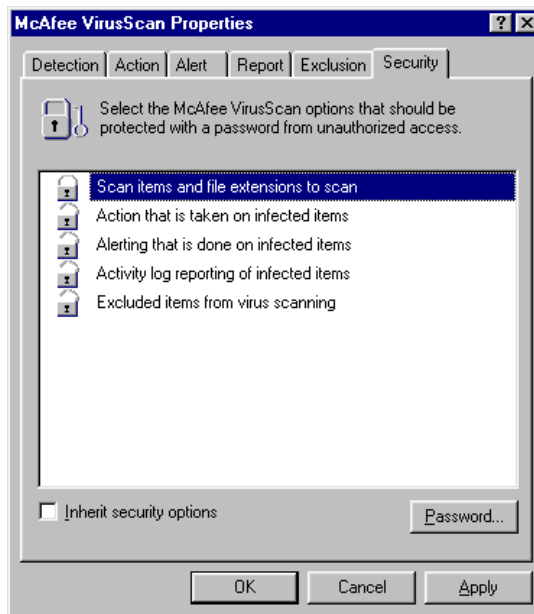 McAfee VirusScan Properties
Detection Action Alert Report Exclusion Security
Select the McAfee VirusScan options that should be
protected with a password from unauthorized access.
Scan items and file extensions to scan
Action that is taken on infected items
Alerting that is done on infected items
Activity log reporting of infected items
Excluded items from virus scanning
Inherit security options
Password...
OK Cancel Apply